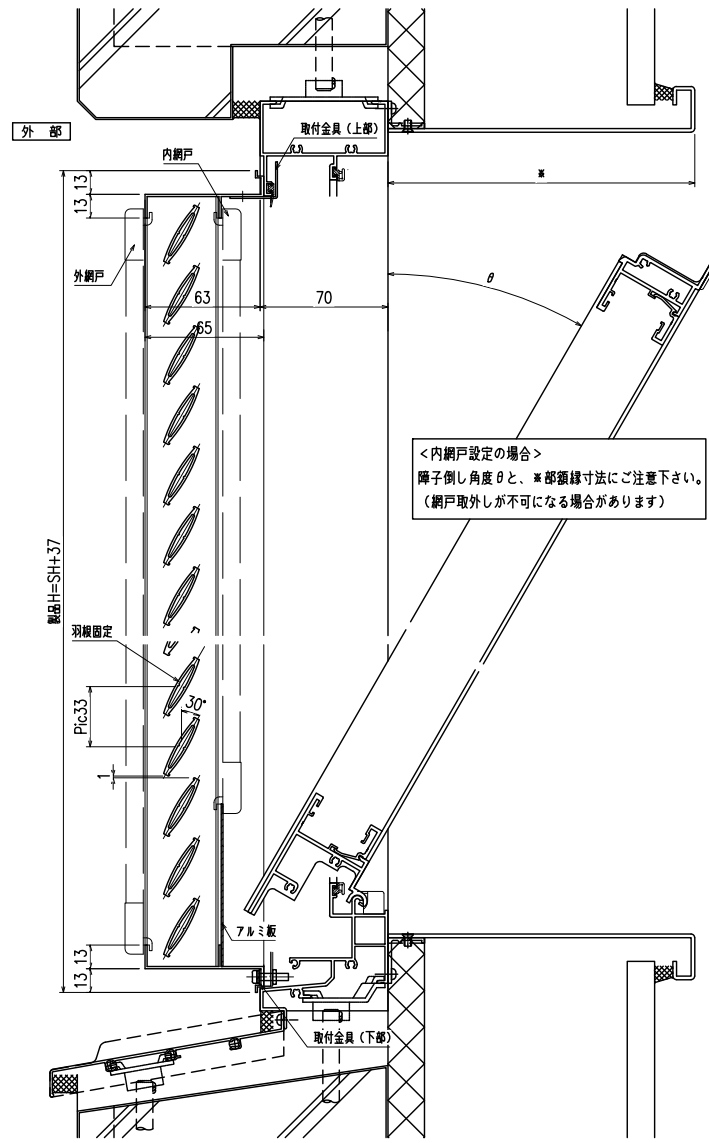 外 部
取付金具（上部）
内網戸
13
13
※
外網戸
63
70
θ
65
＜内網戸設定の場合＞
障子倒し角度θと、※部額縁寸法にご注意下さい。
（網戸取外しが不可になる場合があります）
製品H=SH+37
羽根固定
30°
Pic33
1
アルミ板
13
13
取付金具（下部）